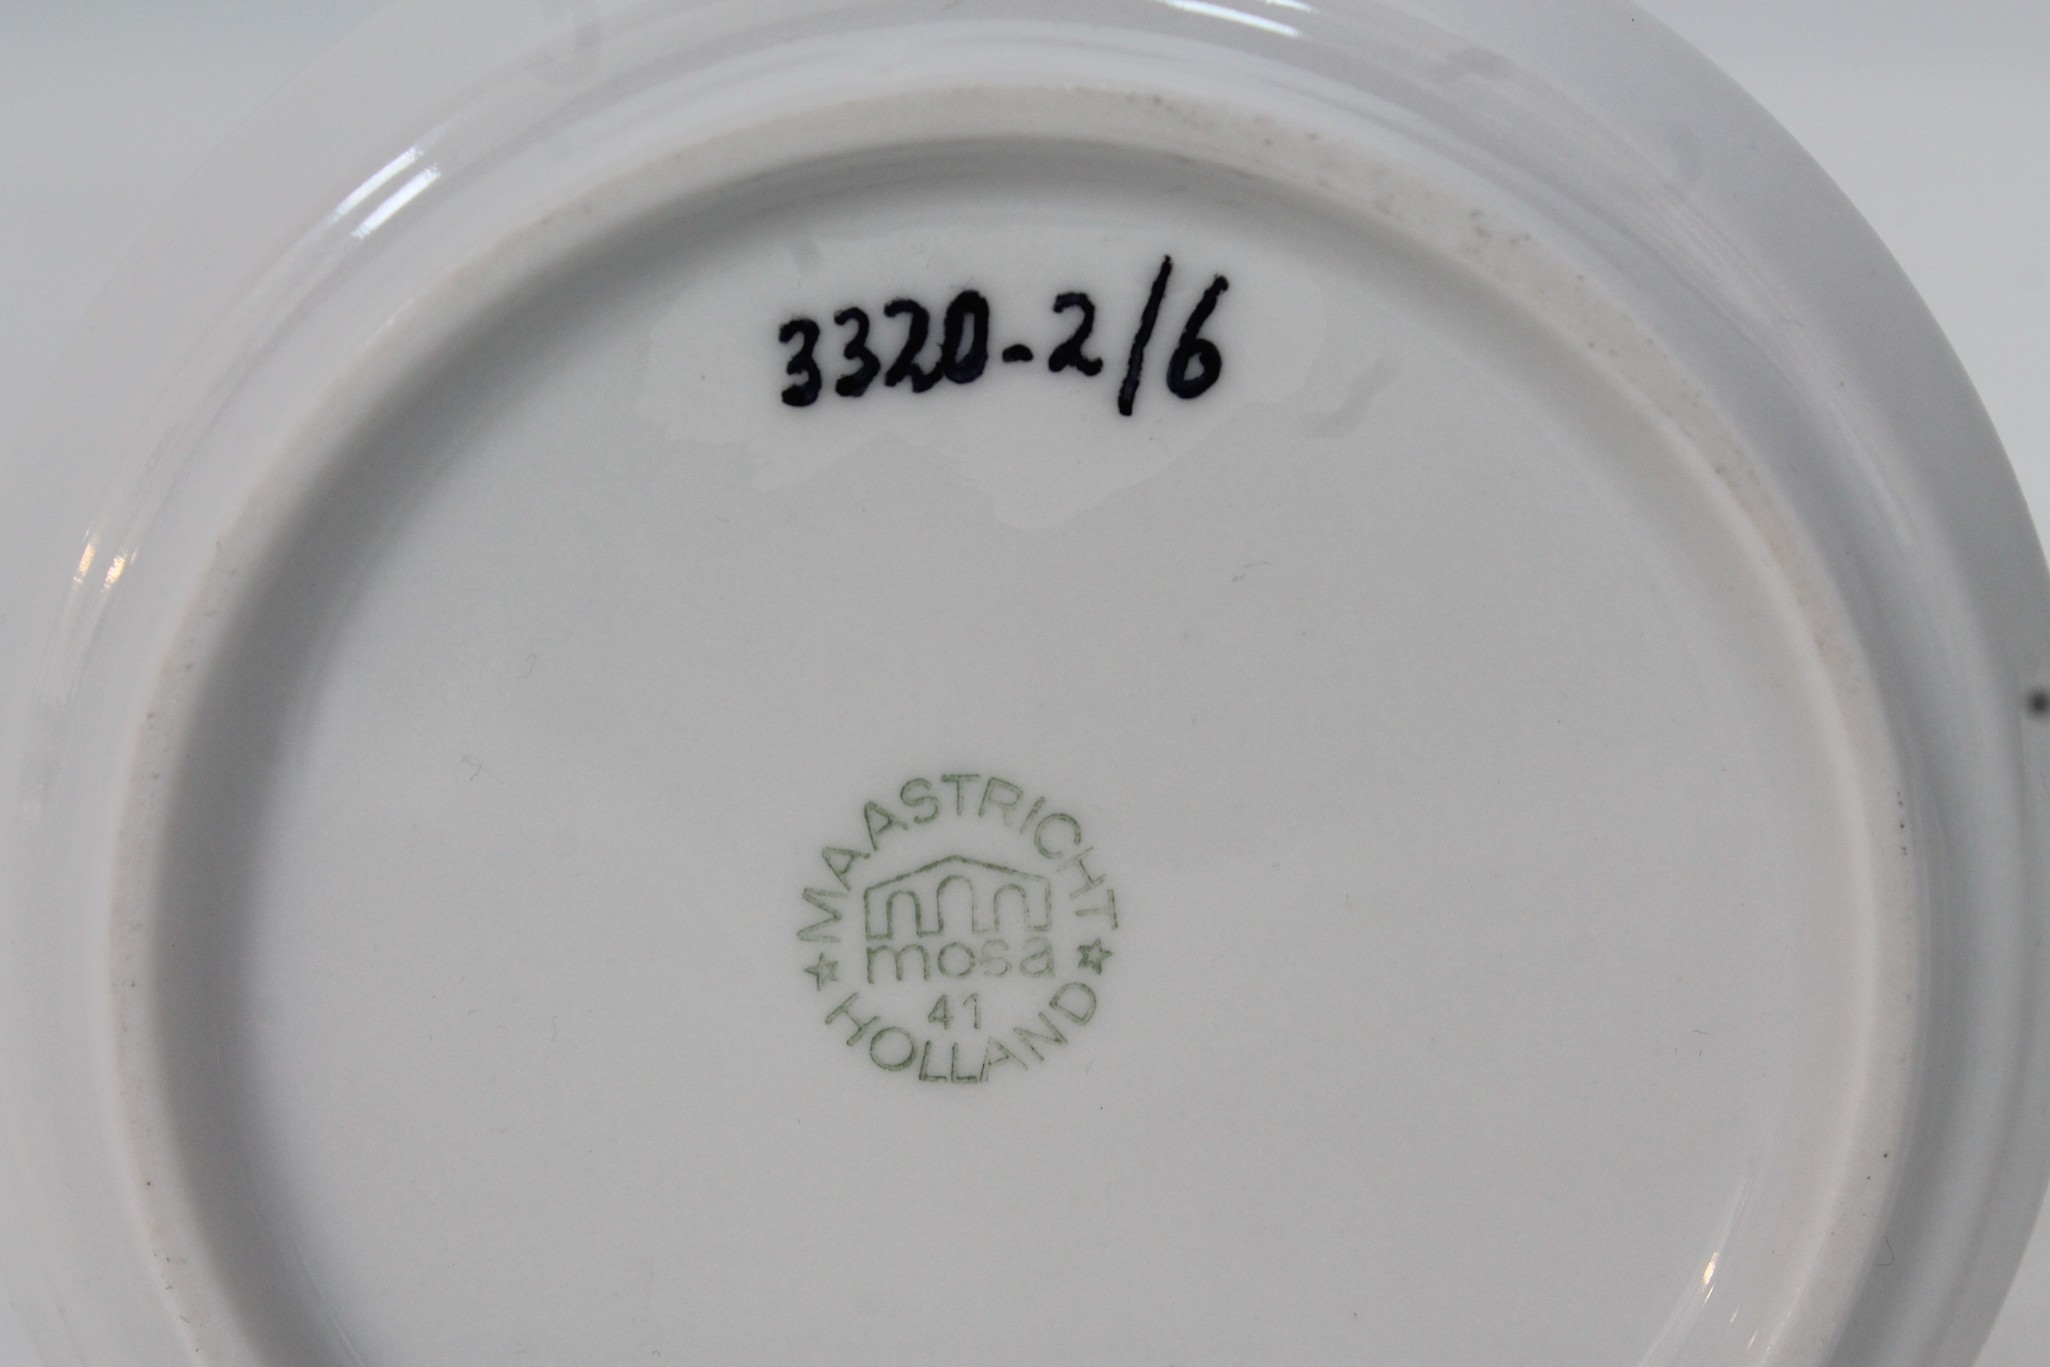 3320-2/6
MAASTRICHT
mosa
41
HOLLAND